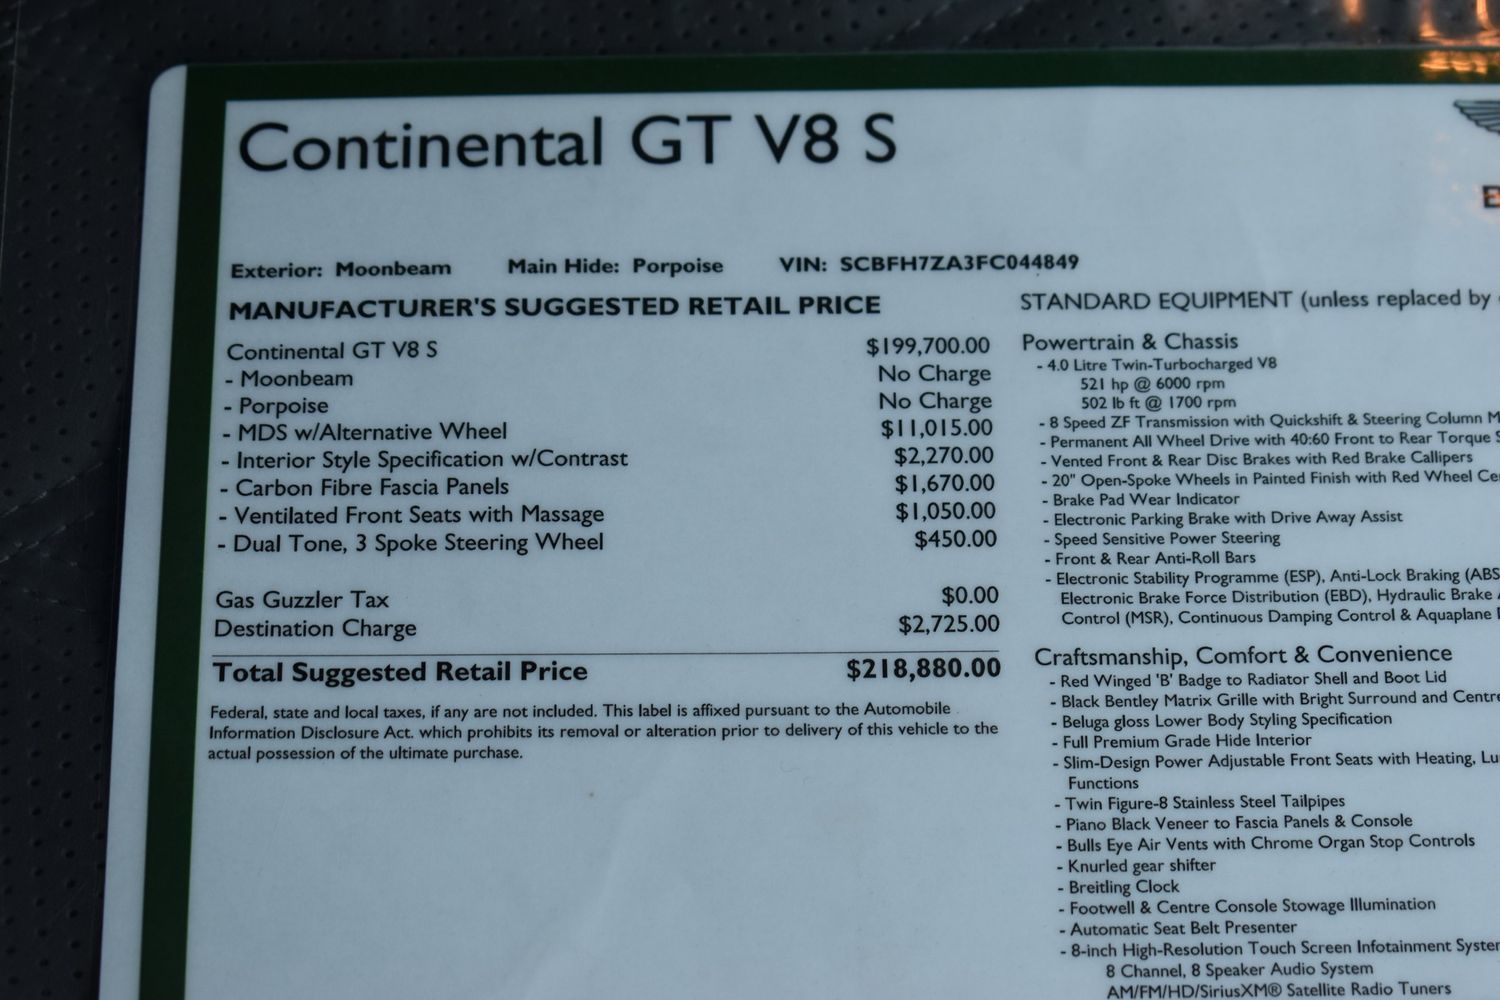 Continental GT V8 S
Exterior: Moonbeam Main Hide: Porpoise VIN: SCBFH7ZA3FC044849
MANUFACTURER'S SUGGESTED RETAIL PRICE
Continental GT V8 S $199,700.00
- Moonbeam No Charge
- Porpoise No Charge
- MDS w/Alternative Wheel $11,015.00
- Interior Style Specification w/Contrast $2,270.00
- Carbon Fibre Fascia Panels $1,670.00
- Ventilated Front Seats with Massage $1,050.00
- Dual Tone, 3 Spoke Steering Wheel $450.00
Gas Guzzler Tax $0.00
Destination Charge $2,725.00
Total Suggested Retail Price $218,880.00
Federal, state and local taxes, if any are not included. This label is affixed pursuant to the Automobile
Information Disclosure Act. which prohibits its removal or alteration prior to delivery of this vehicle to the
actual possession of the ultimate purchase.
STANDARD EQUIPMENT (unless replaced by
Powertrain & Chassis
- 4.0 Litre Twin-Turbocharged V8
521 hp @ 6000 rpm
502 lb ft @ 1700 rpm
- 8 Speed ZF Transmission with Quickshift & Steering Column
- Permanent All Wheel Drive with 40:60 Front to Rear Torque
- Vented Front & Rear Disc Brakes with Red Brake Callipers
- 20" Open-Spoke Wheels in Painted Finish with Red Wheel
- Brake Pad Wear Indicator
- Electronic Parking Brake with Drive Away Assist
- Speed Sensitive Power Steering
- Front & Rear Anti-Roll Bars
- Electronic Stability Programme (ESP), Anti-Lock Braking (ABS
Electronic Brake Force Distribution (EBD), Hydraulic Brake
Control (MSR), Continuous Damping Control & Aquaplane
Craftsmanship, Comfort & Convenience
- Red Winged 'B' Badge to Radiator Shell and Boot Lid
- Black Bentley Matrix Grille with Bright Surround and Centre
- Beluga gloss Lower Body Styling Specification
- Full Premium Grade Hide Interior
- Slim-Design Power Adjustable Front Seats with Heating,
Functions
- Twin Figure-8 Stainless Steel Tailpipes
- Piano Black Veneer to Fascia Panels & Console
- Bulls Eye Air Vents with Chrome Organ Stop Controls
- Knurled gear shifter
- Breitling Clock
- Footwell & Centre Console Stowage Illumination
- Automatic Seat Belt Presenter
- 8-inch High-Resolution Touch Screen Infotainment
8 Channel, 8 Speaker Audio System
AM/FM/HD/SiriusXM® Satellite Radio Tuners